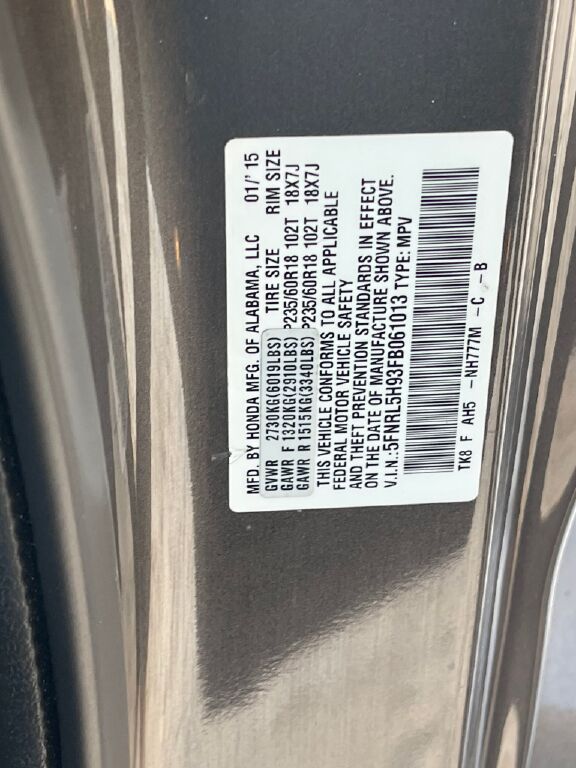 MFD. BY HONDA MFG. OF ALABAMA, LLC 01/'15
GVWR 2730KG(6019LBS) TIRE SIZE RIM SIZE
GAWR F 1320KG(2910LBS) P235/60R18 102T 18X7J
GAWR R 1515KG(3340LBS) P235/60R18 102T 18X7J
THIS VEHICLE CONFORMS TO ALL APPLICABLE
FEDERAL MOTOR VEHICLE SAFETY
AND THEFT PREVENTION STANDARDS IN EFFECT
ON THE DATE OF MANUFACTURE SHOWN ABOVE.
V.I.N.:5FNRL5H93FB061013 TYPE: MPV
TK8 F AH5 -NH777M -C -B